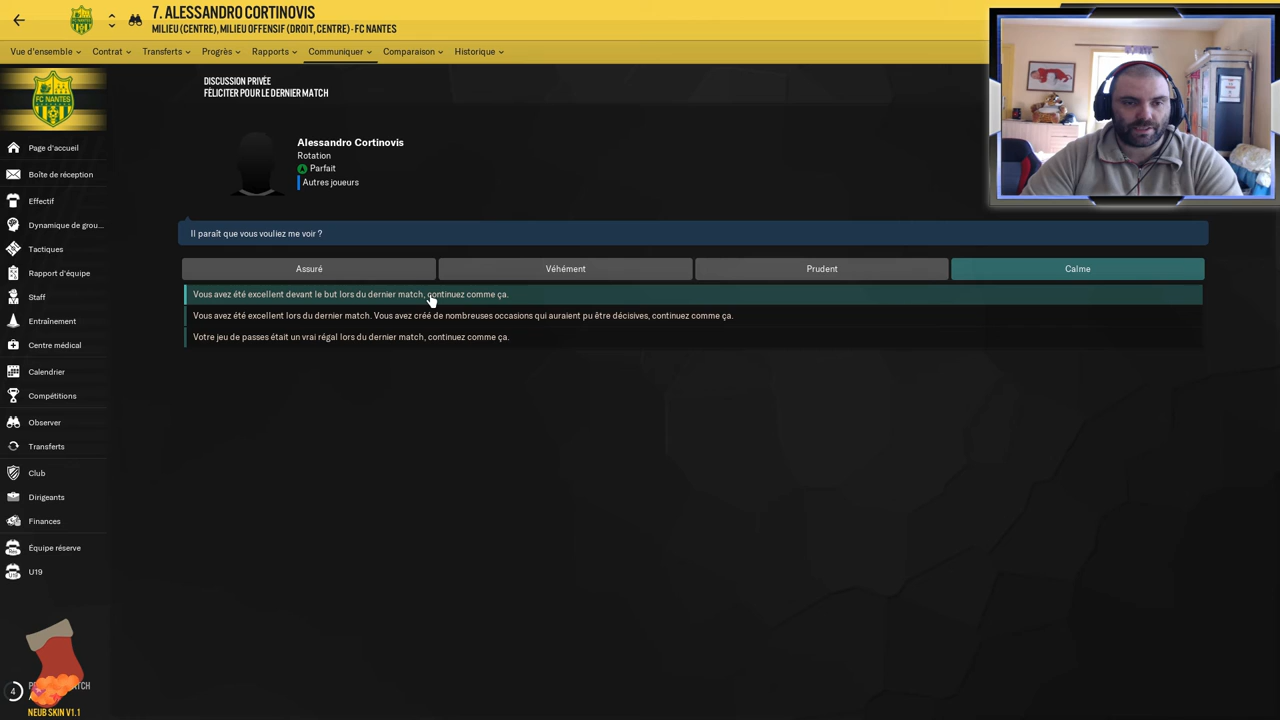 7. ALESSANDRO CORTINOVIS
MILIEU (CENTRE), MILIEU OFFENSIF (DROIT, CENTRE) - FC NANTES
Vue d'ensemble
Contrat
Transferts
Progrès
Rapports
Communiquer
Comparaison
Historique
FC NANTES
DISCUSSION PRIVÉE
FÉLICITER POUR LE DERNIER MATCH
Alessandro Cortinovis
Rotation
Parfait
Autres joueurs
Il paraît que vous vouliez me voir ?
Assuré
Véhément
Prudent
Calme
Vous avez été excellent devant le but lors du dernier match, continuez comme ça.
Vous avez été excellent lors du dernier match. Vous avez créé de nombreuses occasions qui auraient pu être décisives, continuez comme ça.
Votre jeu de passes était un vrai régal lors du dernier match, continuez comme ça.
Page d'accueil
Boîte de réception
Effectif
Dynamique de grou...
Tactiques
Rapport d'équipe
Staff
Entraînement
Centre médical
Calendrier
Compétitions
Observer
Transferts
Club
Dirigeants
Finances
Équipe réserve
U19
4
NEUB SKIN V1.1